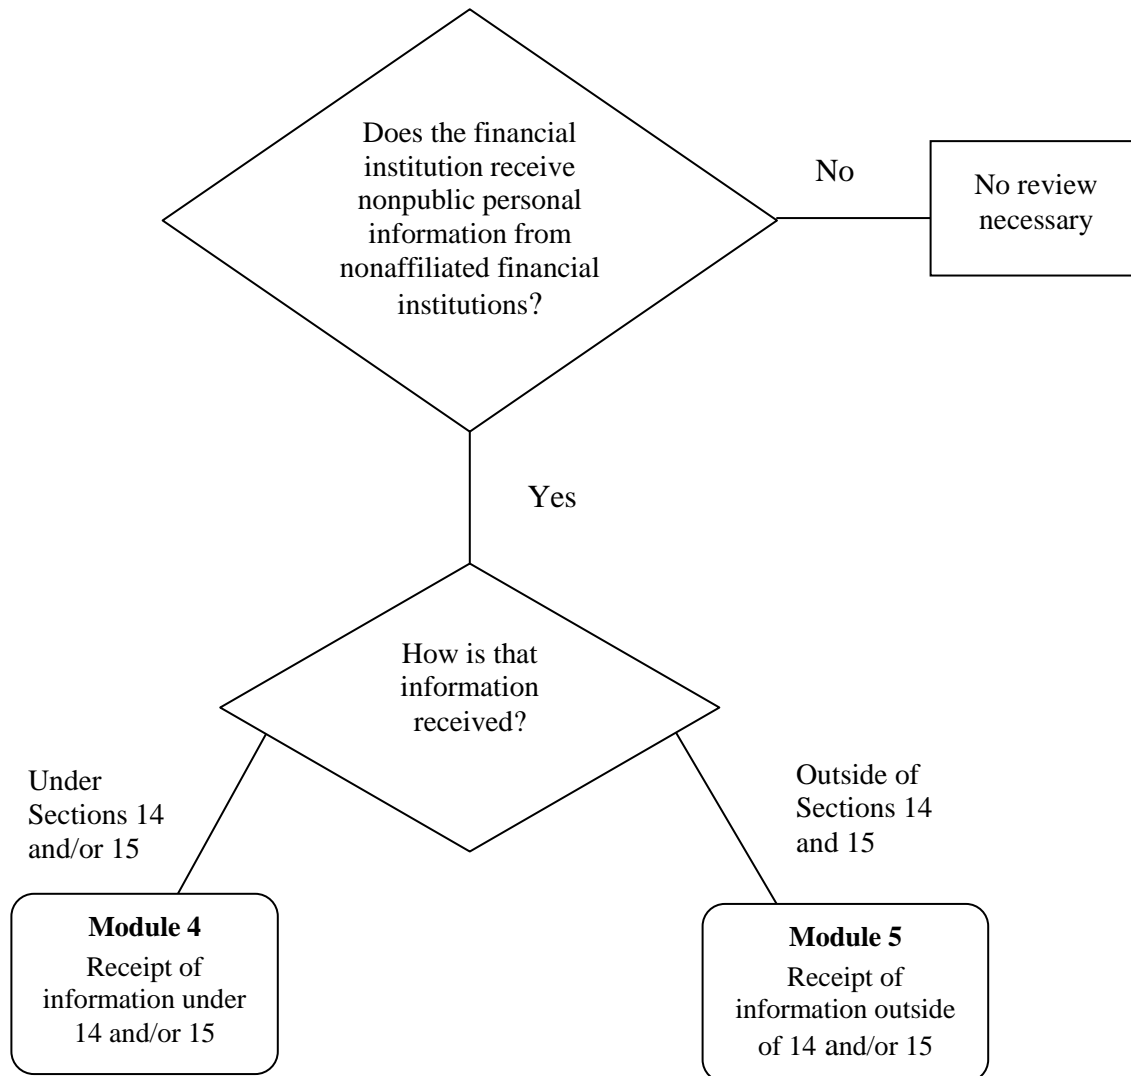 Does the financial
institution receive
nonpublic personal
information from
nonaffiliated financial
institutions?
No
No review
necessary
Yes
How is that
information
received?
Under
Sections 14
and/or 15
Outside of
Sections 14
and 15
Module 4
Receipt of
information under
14 and/or 15
Module 5
Receipt of
information outside
of 14 and/or 15